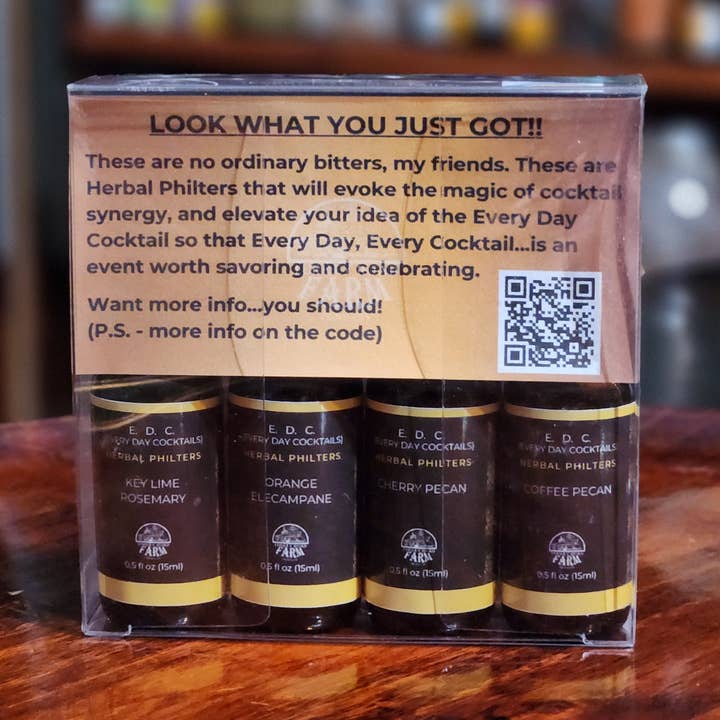 LOOK WHAT YOU JUST GOT!!
These are no ordinary bitters, my friends. These are
Herbal Philters that will evoke the magic of cocktail
synergy, and elevate your idea of the Every Day
Cocktail so that Every Day, Every Cocktail...is an
event worth savoring and celebrating.
Want more info...you should!
(P.S. - more info on the code)
FARM
E. D. C.
(EVERY DAY COCKTAILS)
HERBAL PHILTERS
KEY LIME
ROSEMARY
FARM
0.5 fl oz (15ml)
E. D. C.
(EVERY DAY COCKTAILS)
HERBAL PHILTERS
ORANGE
ELECAMPANE
FARM
0.5 fl oz (15ml)
E. D. C.
(EVERY DAY COCKTAILS)
HERBAL PHILTERS
CHERRY PECAN
FARM
0.5 fl oz (15ml)
E. D. C.
(EVERY DAY COCKTAILS)
HERBAL PHILTERS
COFFEE PECAN
FARM
0.5 fl oz (15ml)